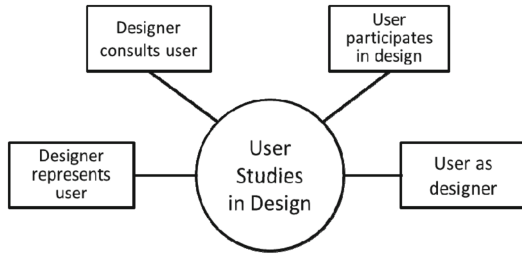 Designer
consults user
User
participates
in design
Designer
represents
user
User
Studies
in Design
User as
designer